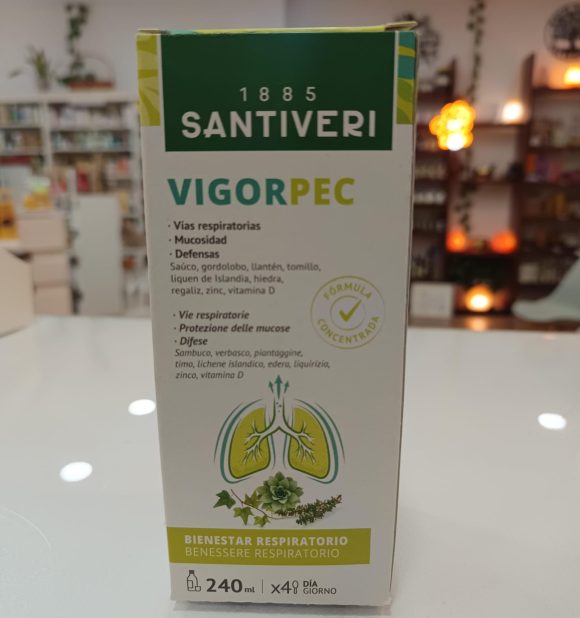 1885
SANTIVERI
VIGORPEC
· Vias respiratorias
· Mucosidad
· Defensas
Saúco, gordolobo, llantén, tomillo,
liquen de Islandia, hiedra,
regaliz, zinc, vitamina D
FÓRMULA
CONCENTRADA
· Vie respiratorie
· Protezione delle mucose
· Difese
Sambuco, verbasco, piantaggine,
timo, lichene islandico, edera, liquirizia,
zinco, vitamina D
BIENESTAR RESPIRATORIO
BENESSERE RESPIRATORIO
240 ml | x4 DÍA
GIORNO